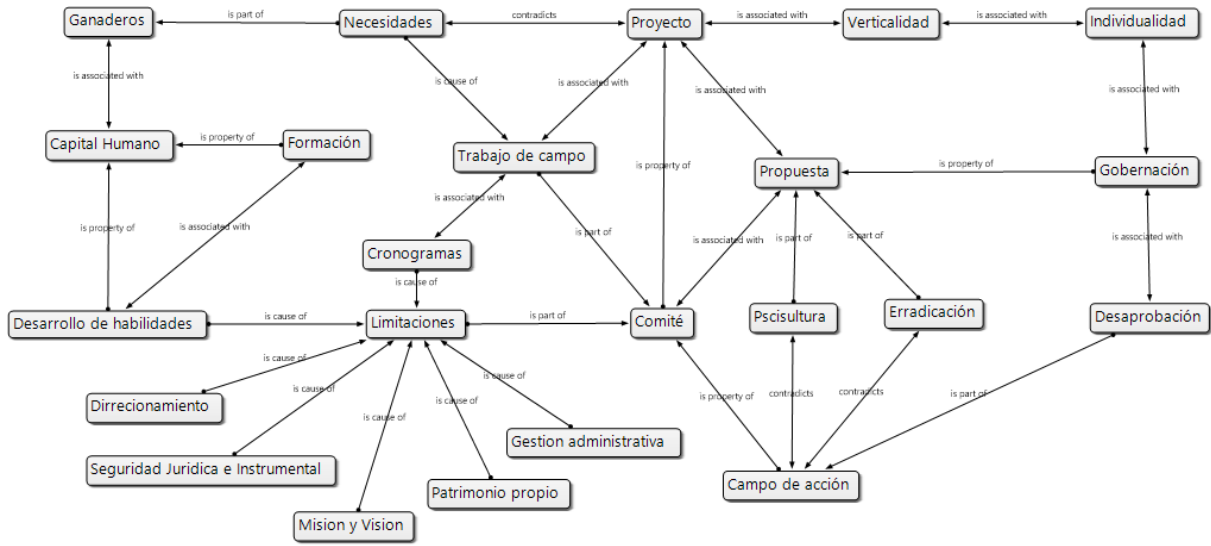 Ganaderos
is part of
Necesidades
contradicts
Proyecto
is associated with
Verticalidad
is associated with
Individualidad
is associated with
is cause of
is associated with
is associated with
is associated with
Capital Humano
is property of
Formación
Trabajo de campo
is property of
Propuesta
is property of
Gobernación
is property of
is associated with
is associated with
is part of
is associated with
is part of
is part of
is associated with
Cronogramas
is cause of
Desarrollo de habilidades
is cause of
Limitaciones
is part of
Comité
Pscisultura
Erradicación
Desaprobación
is cause of
is cause of
is cause of
is cause of
is cause of
is property of
contradicts
contradicts
is part of
Dirrecionamiento
Gestion administrativa
Seguridad Juridica e Instrumental
Patrimonio propio
Campo de acción
Mision y Vision